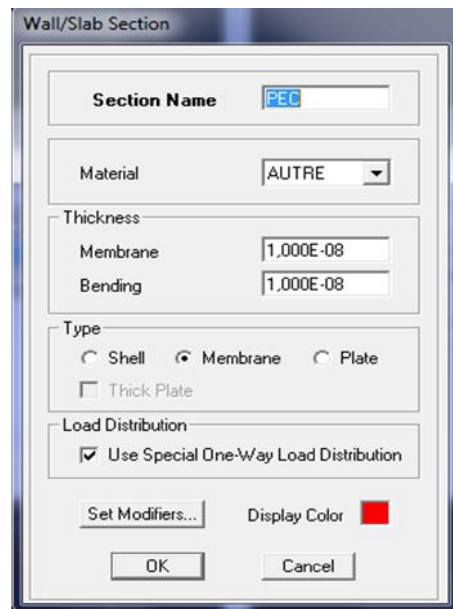 Wall/Slab Section
Section Name PEC
Material AUTRE
Thickness
Membrane 1,000E-08
Bending 1,000E-08
Type
Shell Membrane Plate
Thick Plate
Load Distribution
Use Special One-Way Load Distribution
Set Modifiers... Display Color
OK Cancel